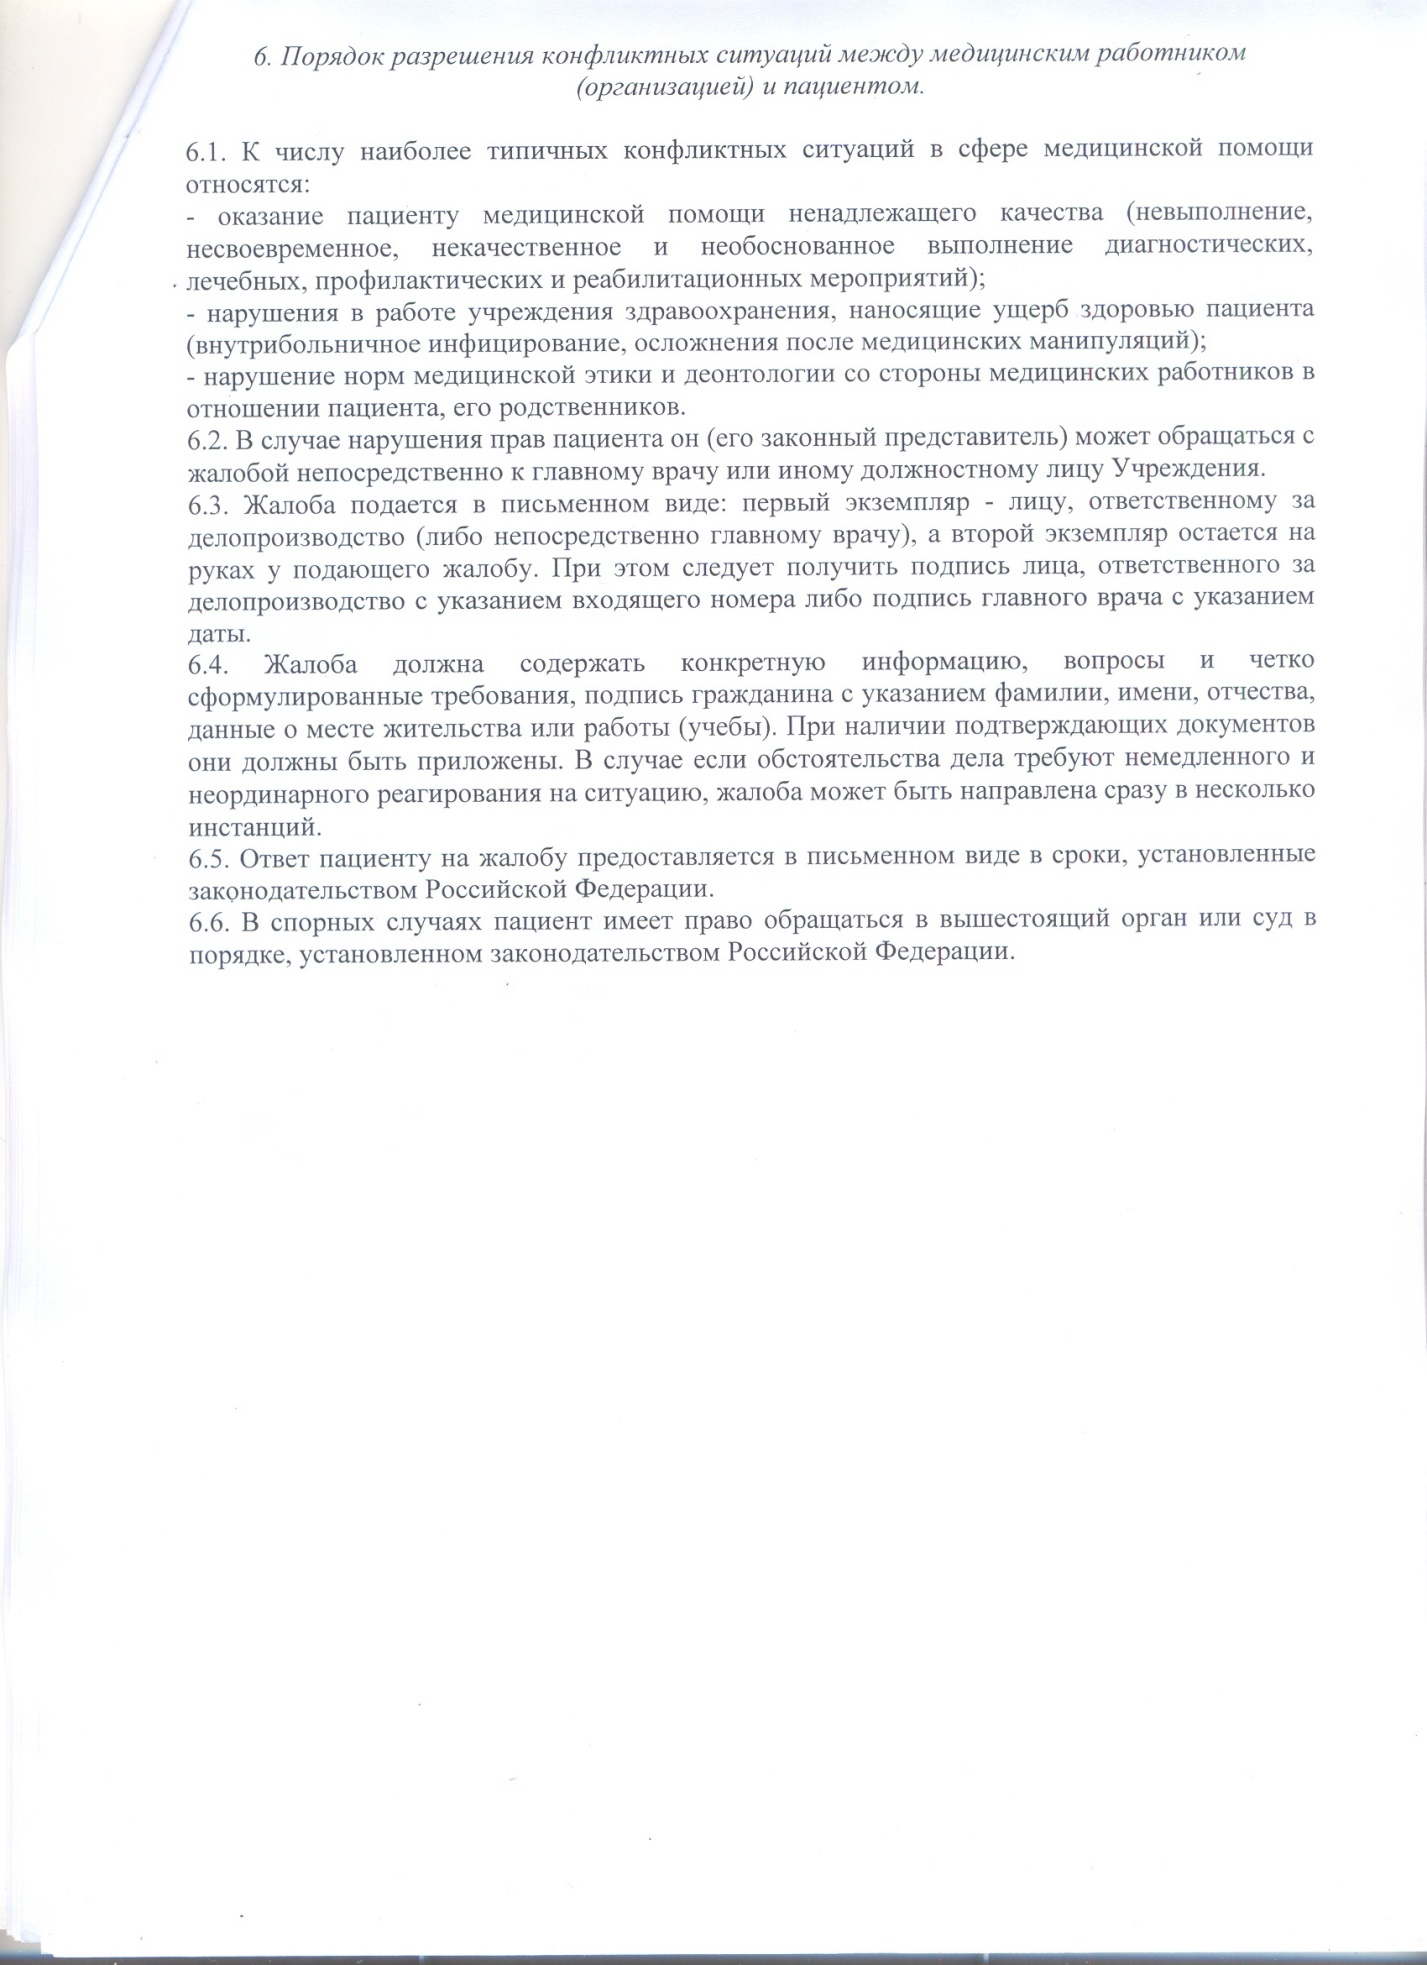 6. Порядок разрешения конфликтных ситуаций между медицинским работником
(организацией) и пациентом.
6.1. К числу наиболее типичных конфликтных ситуаций в сфере медицинской помощи
относятся:
- оказание пациенту медицинской помощи ненадлежащего качества (невыполнение,
несвоевременное, некачественное и необоснованное выполнение диагностических,
лечебных, профилактических и реабилитационных мероприятий);
- нарушения в работе учреждения здравоохранения, наносящие ущерб здоровью пациента
(внутрибольничное инфицирование, осложнения после медицинских манипуляций);
- нарушение норм медицинской этики и деонтологии со стороны медицинских работников в
отношении пациента, его родственников.
6.2. В случае нарушения прав пациента он (его законный представитель) может обращаться с
жалобой непосредственно к главному врачу или иному должностному лицу Учреждения.
6.3. Жалоба подается в письменном виде: первый экземпляр - лицу, ответственному за
делопроизводство (либо непосредственно главному врачу), а второй экземпляр остается на
руках у подающего жалобу. При этом следует получить подпись лица, ответственного за
делопроизводство с указанием входящего номера либо подпись главного врача с указанием
даты.
6.4. Жалоба должна содержать конкретную информацию, вопросы и четко
сформулированные требования, подпись гражданина с указанием фамилии, имени, отчества,
данные о месте жительства или работы (учебы). При наличии подтверждающих документов
они должны быть приложены. В случае если обстоятельства дела требуют немедленного и
неординарного реагирования на ситуацию, жалоба может быть направлена сразу в несколько
инстанций.
6.5. Ответ пациенту на жалобу предоставляется в письменном виде в сроки, установленные
законодательством Российской Федерации.
6.6. В спорных случаях пациент имеет право обращаться в вышестоящий орган или суд в
порядке, установленном законодательством Российской Федерации.